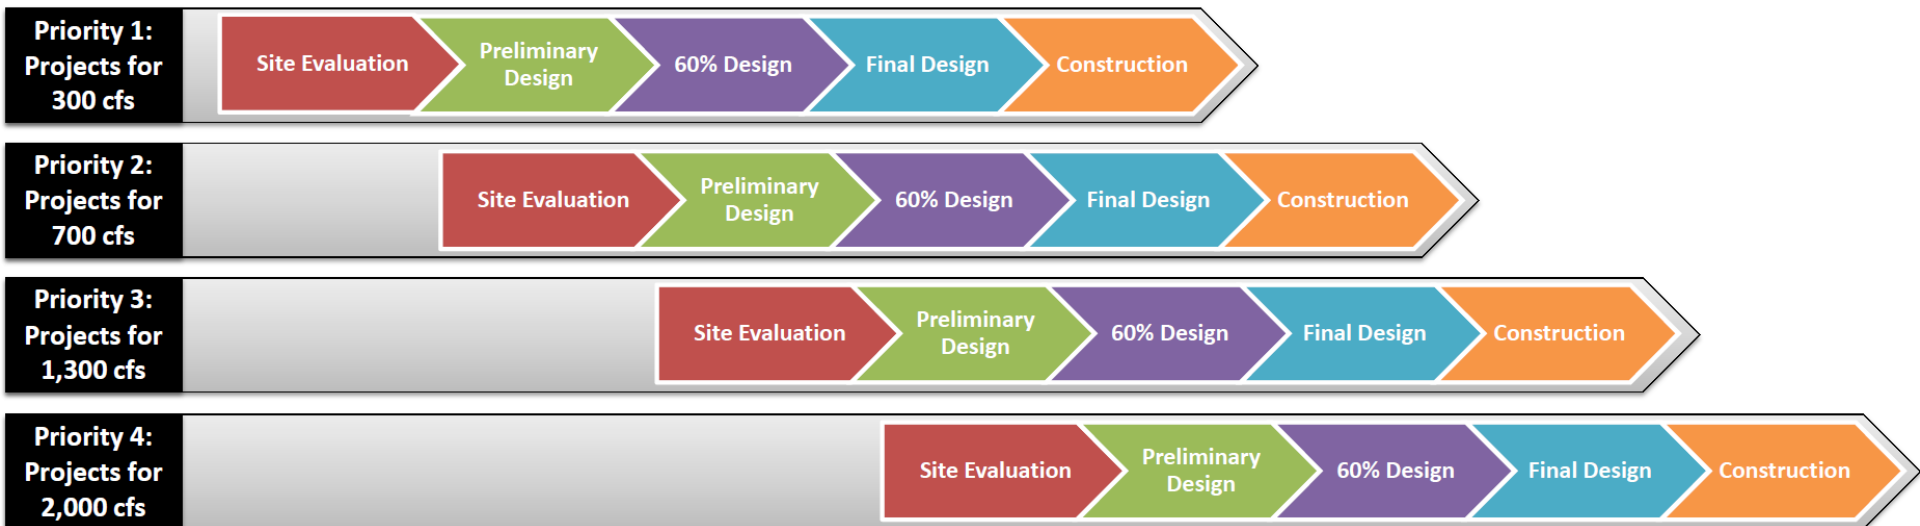 Priority 1:
Projects for
300 cfs
Site Evaluation
Preliminary
Design
60% Design
Final Design
Construction
Priority 2:
Projects for
700 cfs
Site Evaluation
Preliminary
Design
60% Design
Final Design
Construction
Priority 3:
Projects for
1,300 cfs
Site Evaluation
Preliminary
Design
60% Design
Final Design
Construction
Priority 4:
Projects for
2,000 cfs
Site Evaluation
Preliminary
Design
60% Design
Final Design
Construction